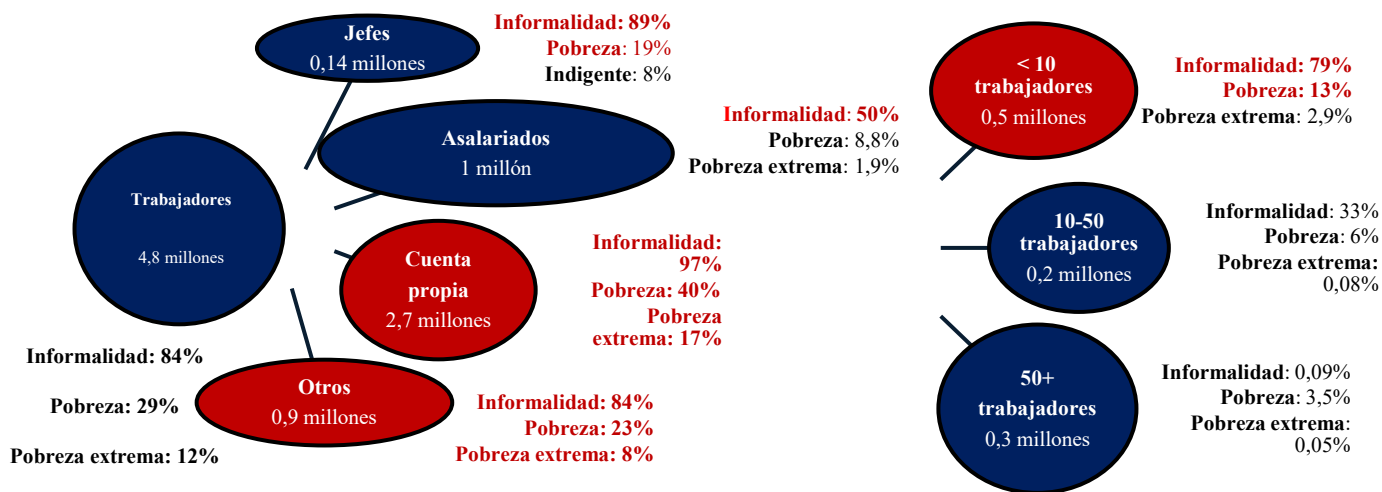 Jefes
0,14 millones
Informalidad: 89%
Pobreza: 19%
Indigente: 8%
Asalariados
1 millón
Informalidad: 50%
Pobreza: 8,8%
Pobreza extrema: 1,9%
Trabajadores
4,8 millones
Informalidad: 84%
Pobreza: 29%
Pobreza extrema: 12%
Cuenta
propia
2,7 millones
Informalidad:
97%
Pobreza: 40%
Pobreza
extrema: 17%
Otros
0,9 millones
Informalidad: 84%
Pobreza: 23%
Pobreza extrema: 8%
< 10
trabajadores
0,5 millones
Informalidad: 79%
Pobreza: 13%
Pobreza extrema: 2,9%
10-50
trabajadores
0,2 millones
Informalidad: 33%
Pobreza: 6%
Pobreza extrema:
0,08%
50+
trabajadores
0,3 millones
Informalidad: 0,09%
Pobreza: 3,5%
Pobreza extrema:
0,05%